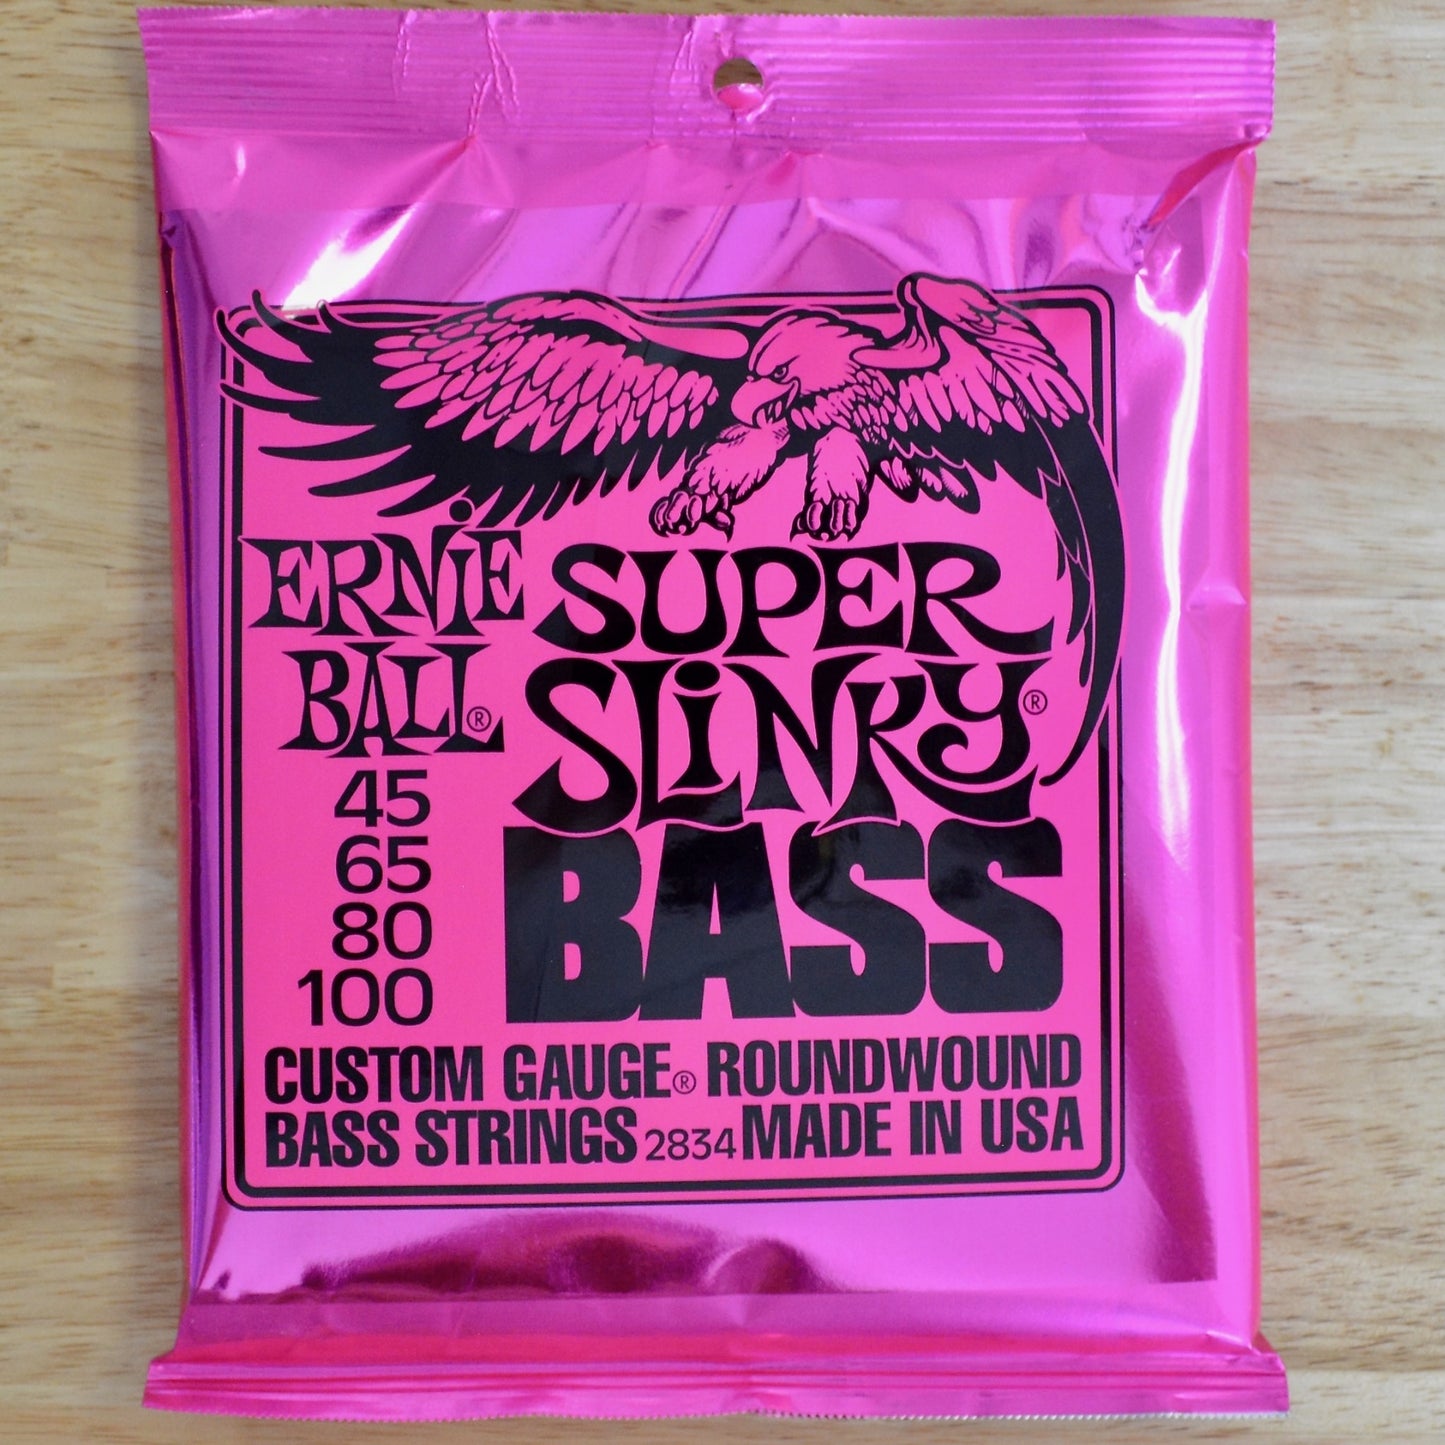 ERNiE
BALL®
SUPER
SLiNKY®
BASS
45
65
80
100
CUSTOM GAUGE® ROUNDWOUND
BASS STRINGS 2834 MADE IN USA